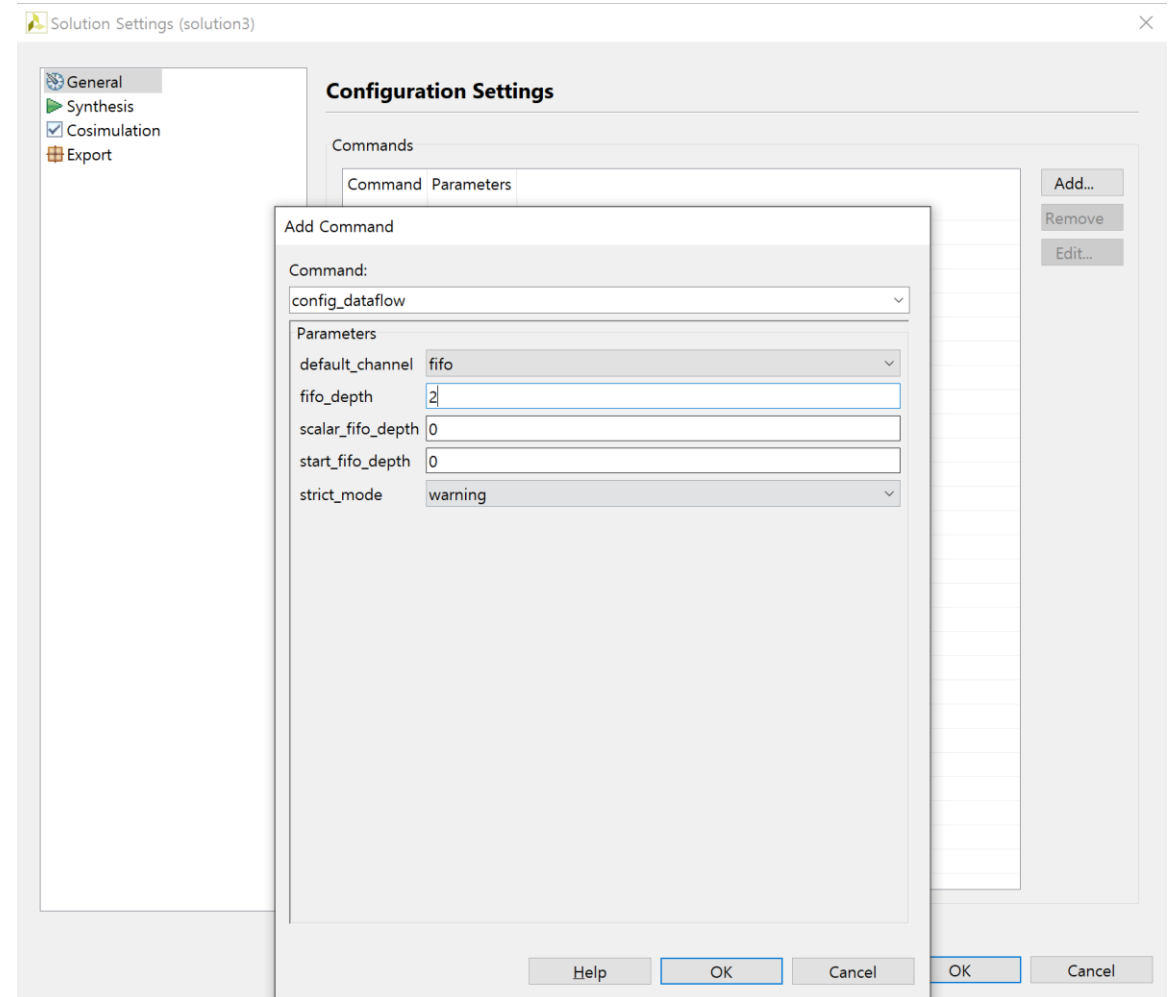 Solution Settings (solution3)
General
Synthesis
Cosimulation
Export
Configuration Settings
Commands
Command Parameters
Add...
Remove
Edit...
Add Command
Command:
config_dataflow
Parameters
default_channel fifo
fifo_depth 2
scalar_fifo_depth 0
start_fifo_depth 0
strict_mode warning
Help OK Cancel
OK Cancel